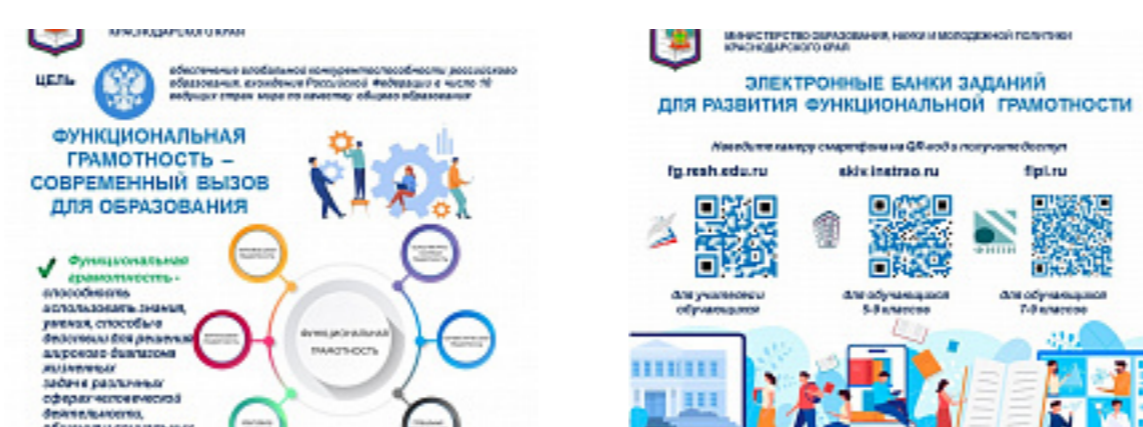 КРАСНОДАРСКОГО КРАЯ
ЦЕЛЬ
обеспечение глобальной конкурентоспособности российского
образования, вхождение Российской Федерации в число 10
ведущих стран мира по качеству общего образования
ФУНКЦИОНАЛЬНАЯ
ГРАМОТНОСТЬ –
СОВРЕМЕННЫЙ ВЫЗОВ
ДЛЯ ОБРАЗОВАНИЯ
Функциональная
грамотность -
способность
использовать знания,
умения, способы в
действии для решения
широкого диапазона
жизненных
задач в различных
сферах человеческой
деятельности,
ФУНКЦИОНАЛЬНАЯ
ГРАМОТНОСТЬ
МИНИСТЕРСТВО ОБРАЗОВАНИЯ, НАУКИ И МОЛОДЕЖНОЙ ПОЛИТИКИ
КРАСНОДАРСКОГО КРАЯ
ЭЛЕКТРОННЫЕ БАНКИ ЗАДАНИЙ
ДЛЯ РАЗВИТИЯ ФУНКЦИОНАЛЬНОЙ ГРАМОТНОСТИ
Наведите камеру смартфона на QR-код и получите доступ
fg.resh.edu.ru
skiv.instrao.ru
fipi.ru
ФИПИ
для учителей и
обучающихся
для обучающихся
5-9 классов
для обучающихся
7-9 классов